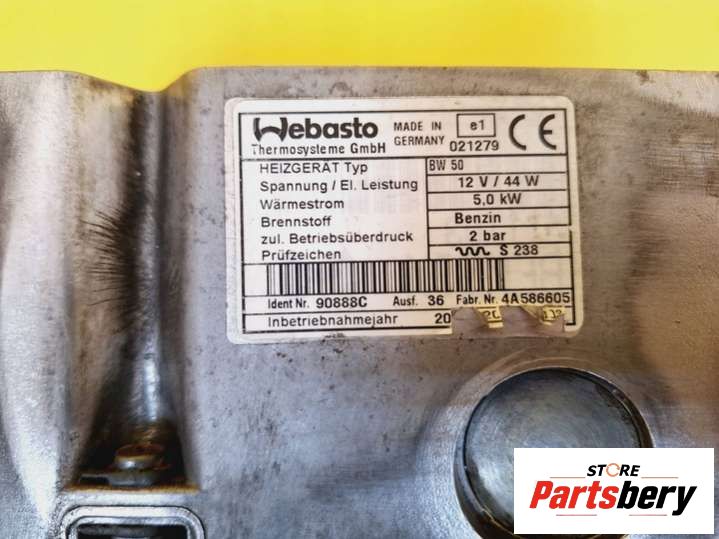 Webasto
Thermosysteme GmbH
MADE IN
GERMANY
e1
021279
CE
HEIZGERÄT Typ BW 50
Spannung / El. Leistung 12 V / 44 W
Wärmestrom 5.0 kW
Brennstoff Benzin
zul. Betriebsüberdruck 2 bar
Prüfzeichen S 238
Ident Nr. 90888C Ausf. 36 Fabr. Nr. 4A586605
Inbetriebnahmejahr
STORE
Partsbery